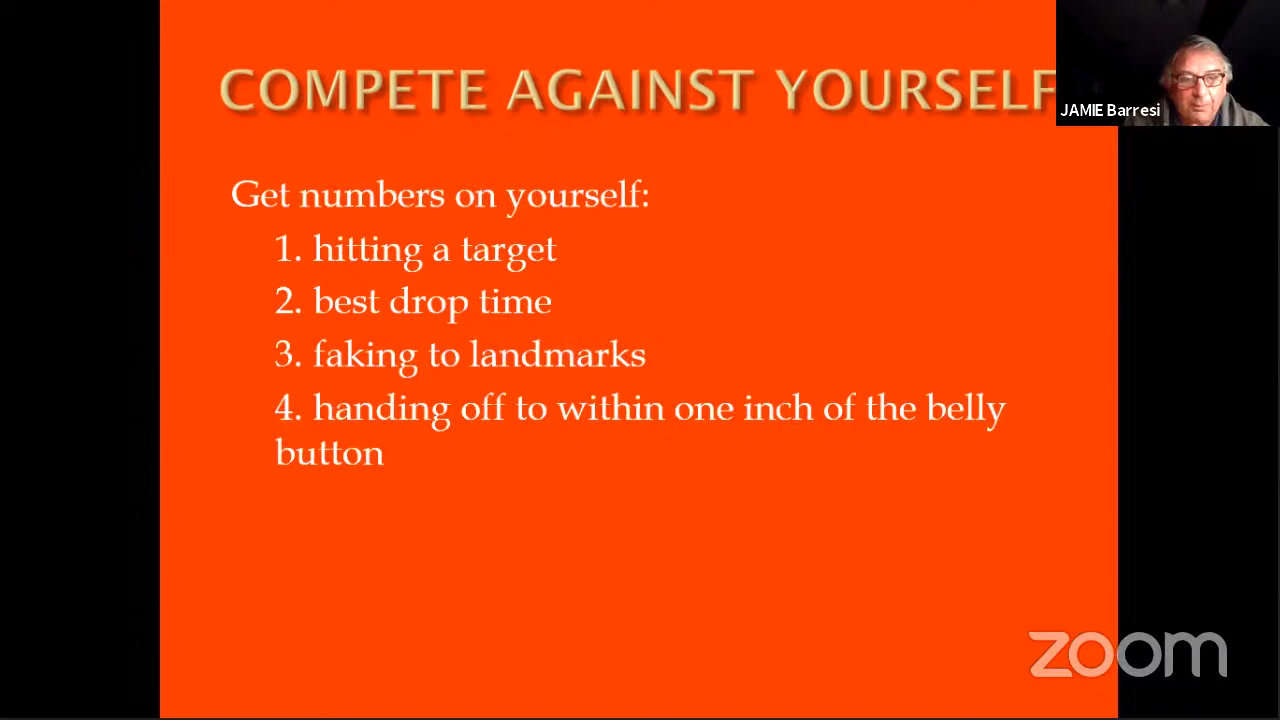 COMPETE AGAINST YOURSELF
JAMIE Barresi
Get numbers on yourself:
1. hitting a target
2. best drop time
3. faking to landmarks
4. handing off to within one inch of the belly
button
zoom